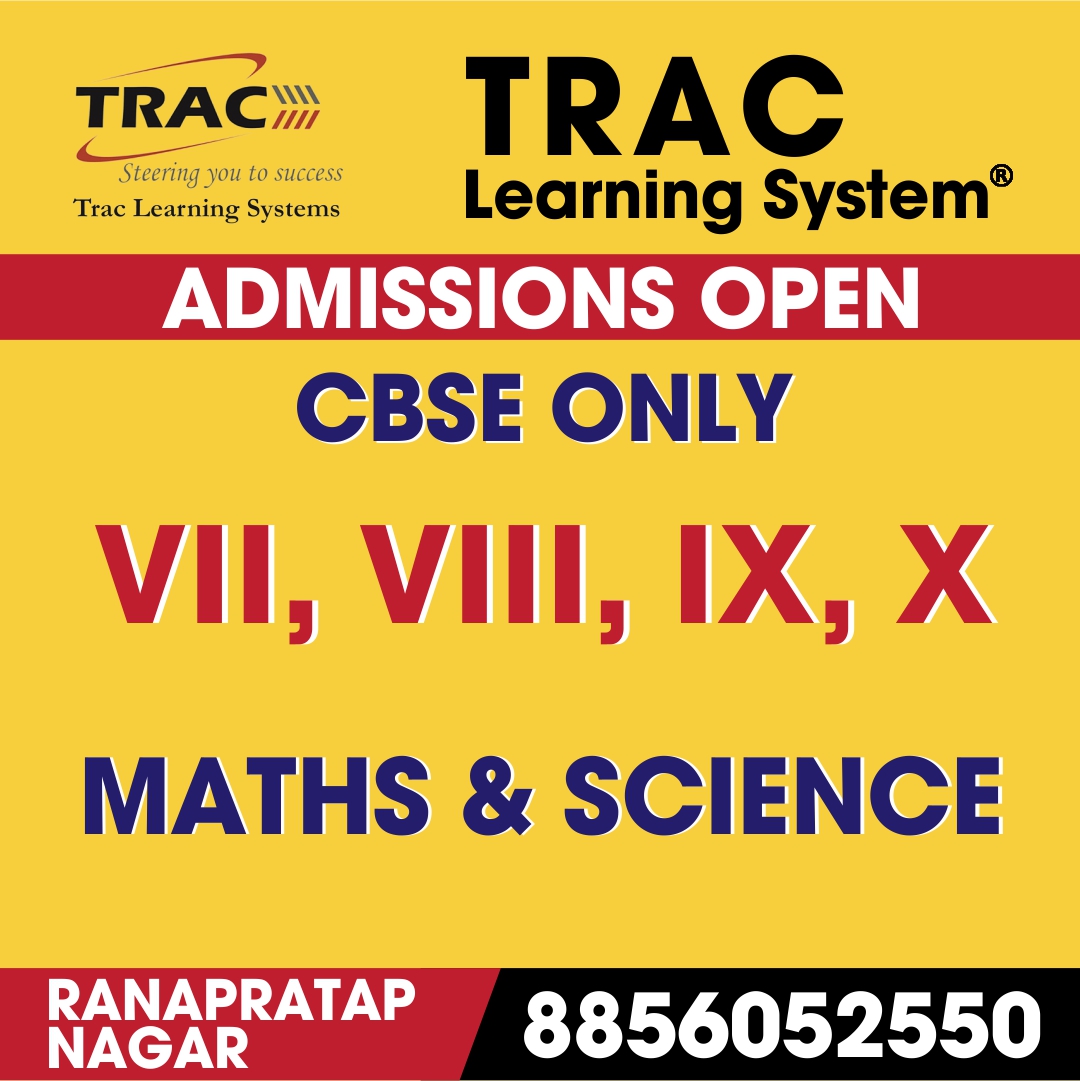 TRAC
Steering you to success
Trac Learning Systems
TRAC
Learning System®
ADMISSIONS OPEN
CBSE ONLY
VII, VIII, IX, X
MATHS & SCIENCE
RANAPRATAP
NAGAR
8856052550